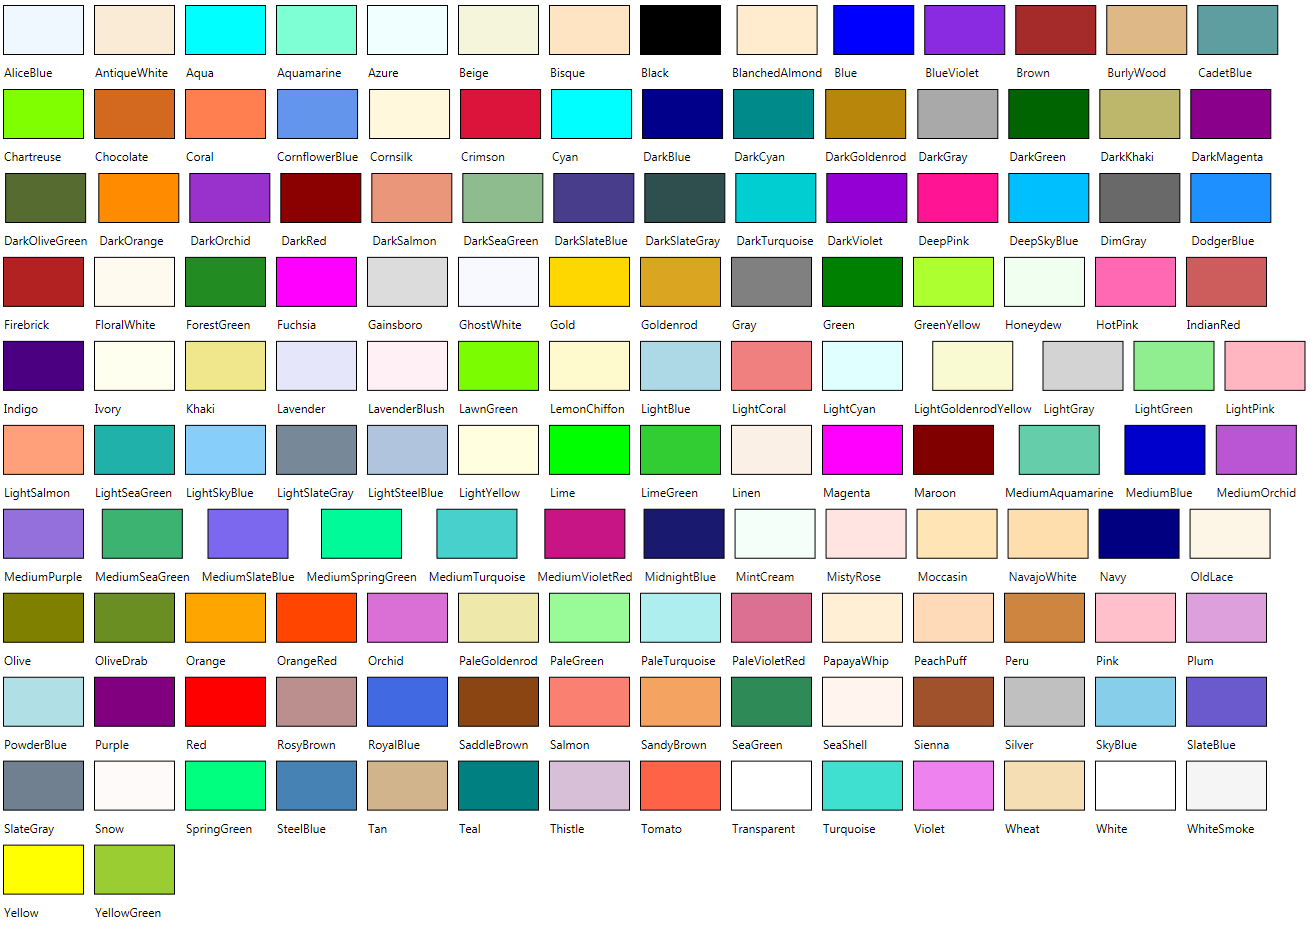 AliceBlue AntiqueWhite Aqua Aquamarine Azure Beige Bisque Black BlanchedAlmond Blue BlueViolet Brown BurlyWood CadetBlue
Chartreuse Chocolate Coral CornflowerBlue Cornsilk Crimson Cyan DarkBlue DarkCyan DarkGoldenrod DarkGray DarkGreen DarkKhaki DarkMagenta
DarkOliveGreen DarkOrange DarkOrchid DarkRed DarkSalmon DarkSeaGreen DarkSlateBlue DarkSlateGray DarkTurquoise DarkViolet DeepPink DeepSkyBlue DimGray DodgerBlue
Firebrick FloralWhite ForestGreen Fuchsia Gainsboro GhostWhite Gold Goldenrod Gray Green GreenYellow Honeydew HotPink IndianRed
Indigo Ivory Khaki Lavender LavenderBlush LawnGreen LemonChiffon LightBlue LightCoral LightCyan LightGoldenrodYellow LightGray LightGreen LightPink
LightSalmon LightSeaGreen LightSkyBlue LightSlateGray LightSteelBlue LightYellow Lime LimeGreen Linen Magenta Maroon MediumAquamarine MediumBlue MediumOrchid
MediumPurple MediumSeaGreen MediumSlateBlue MediumSpringGreen MediumTurquoise MediumVioletRed MidnightBlue MintCream MistyRose Moccasin NavajoWhite Navy OldLace
Olive OliveDrab Orange OrangeRed Orchid PaleGoldenrod PaleGreen PaleTurquoise PaleVioletRed PapayaWhip PeachPuff Peru Pink Plum
PowderBlue Purple Red RosyBrown RoyalBlue SaddleBrown Salmon SandyBrown SeaGreen SeaShell Sienna Silver SkyBlue SlateBlue
SlateGray Snow SpringGreen SteelBlue Tan Teal Thistle Tomato Transparent Turquoise Violet Wheat White WhiteSmoke
Yellow YellowGreen